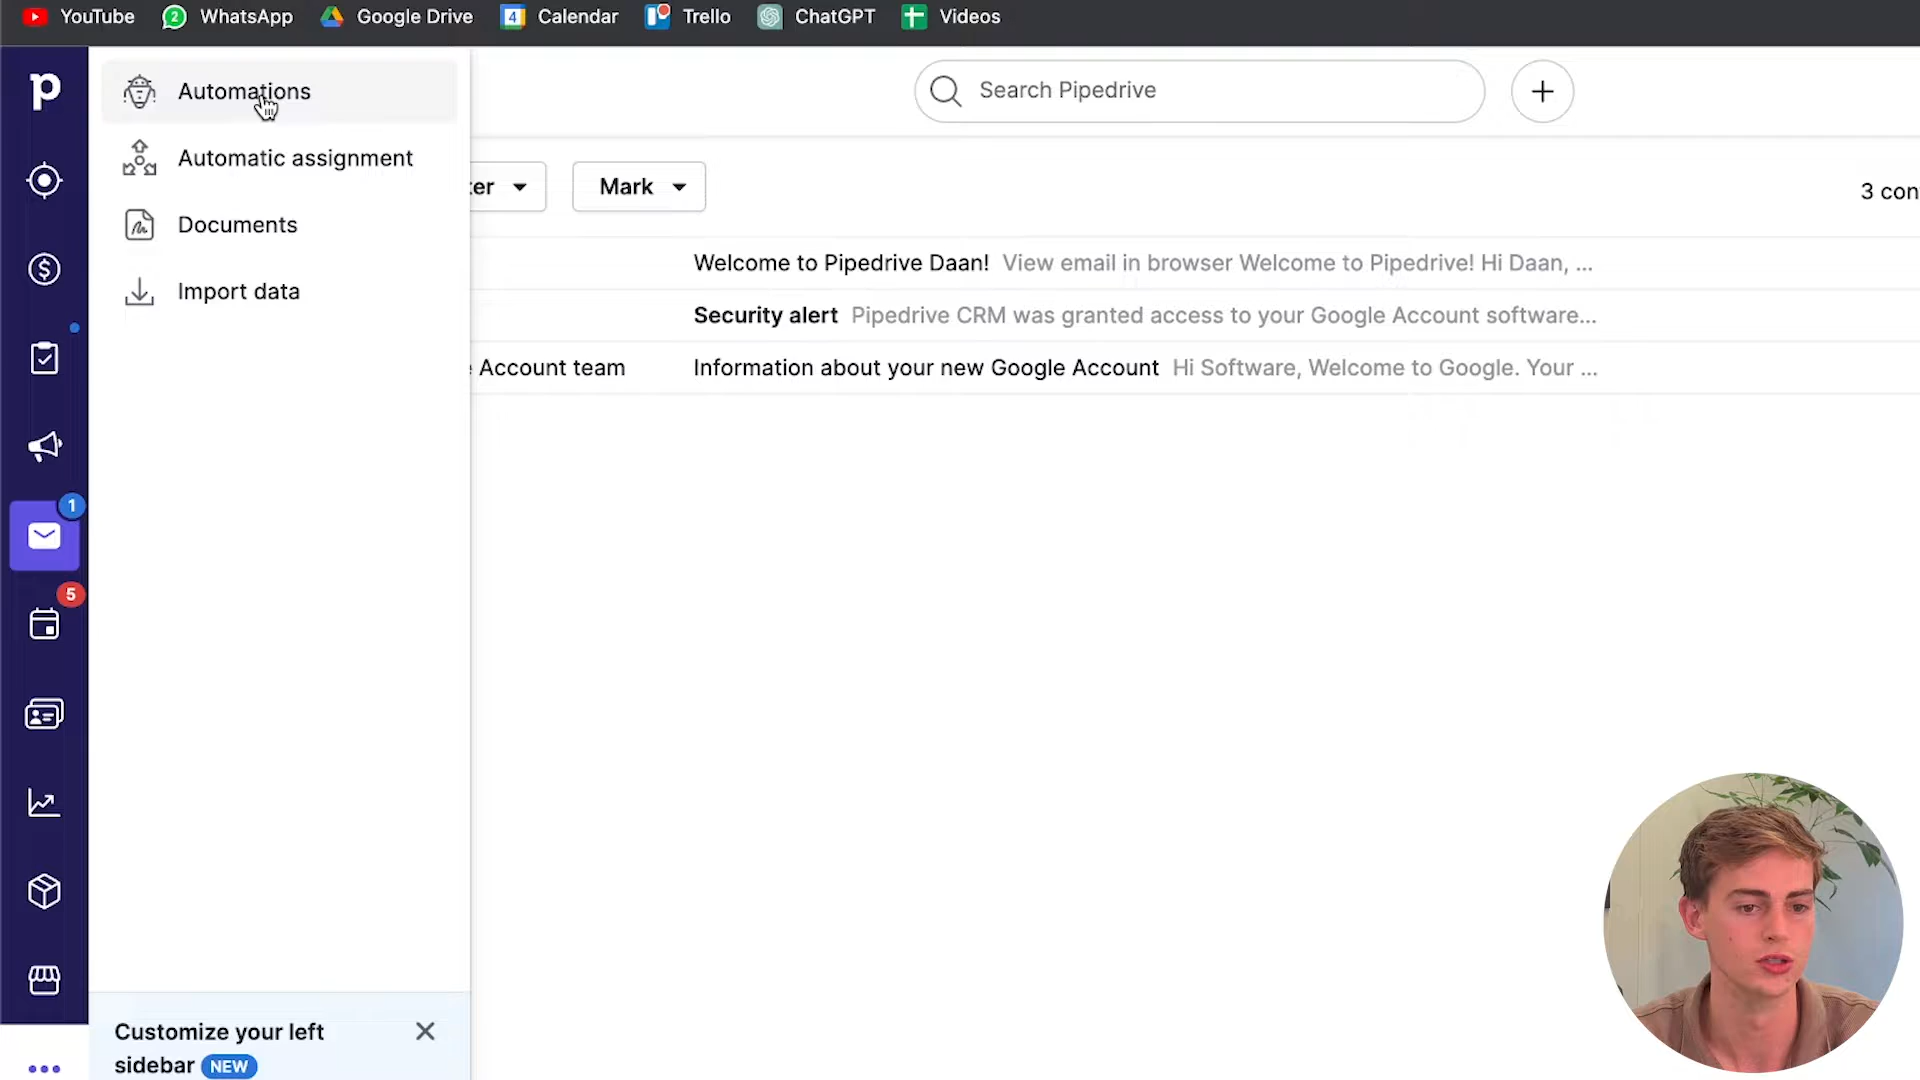 YouTube
2 WhatsApp
Google Drive
4 Calendar
Trello
ChatGPT
Videos
p
Automations
Automatic assignment
Documents
Import data
Search Pipedrive
ter
Mark
3 con
Welcome to Pipedrive Daan! View email in browser Welcome to Pipedrive! Hi Daan, ...
Security alert Pipedrive CRM was granted access to your Google Account software...
Account team Information about your new Google Account Hi Software, Welcome to Google. Your ...
1
5
Customize your left
sidebar NEW